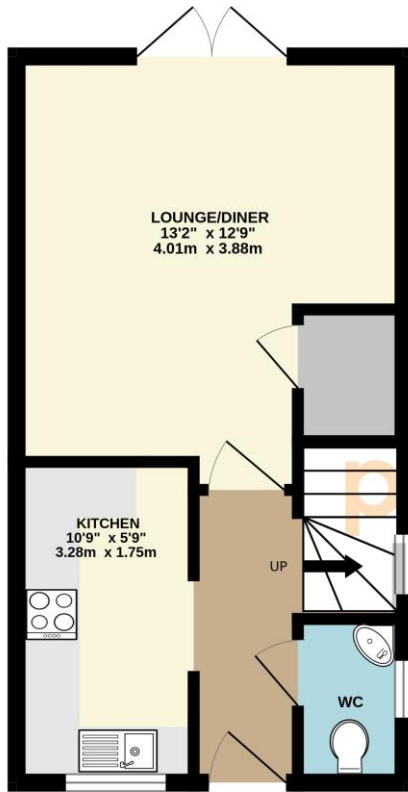 LOUNGE/DINER
13'2" x 12'9"
4.01m x 3.88m
KITCHEN
10'9" x 5'9"
3.28m x 1.75m
UP
WC
p